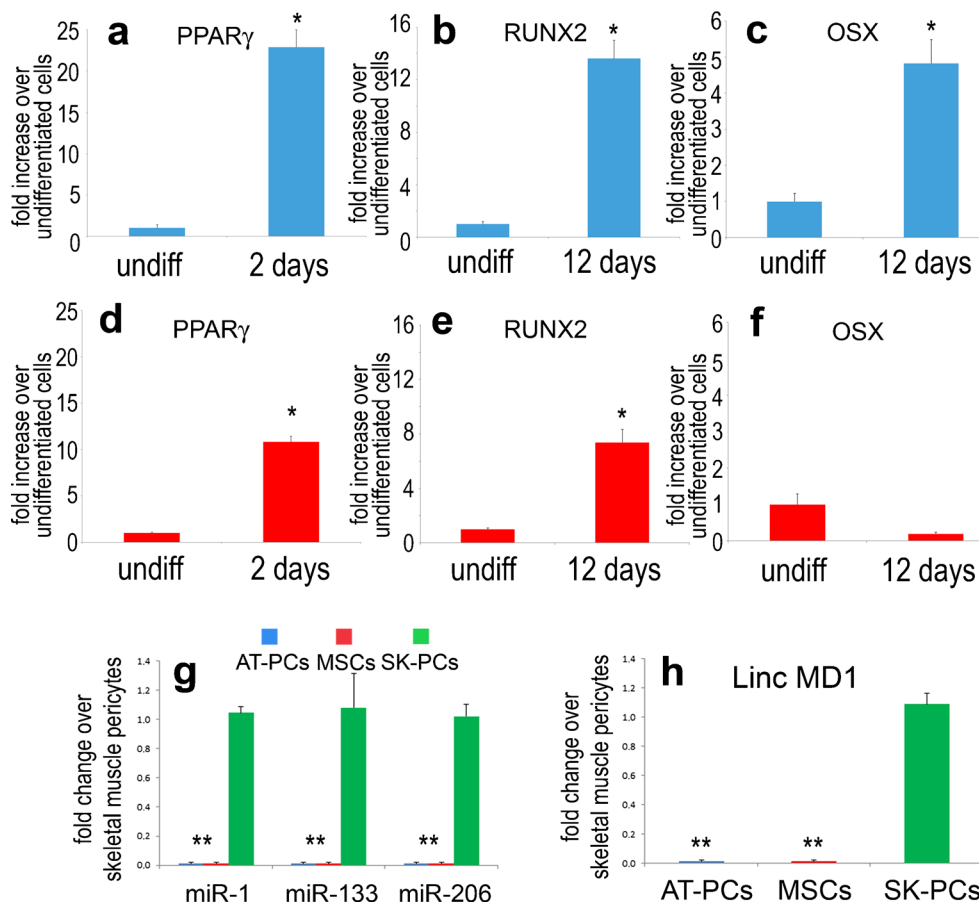 a
PPARγ
*
fold increase over
undifferentiated cells
25
20
15
10
5
0
undiff
2 days
b
RUNX2
*
fold increase over
undifferentiated cells
16
12
8
4
0
undiff
12 days
c
OSX
*
fold increase over
undifferentiated cells
6
5
4
3
2
1
0
undiff
12 days
d
PPARγ
*
fold increase over
undifferentiated cells
25
20
15
10
5
0
undiff
2 days
e
RUNX2
*
fold increase over
undifferentiated cells
16
12
8
4
0
undiff
12 days
f
OSX
fold increase over
undifferentiated cells
6
5
4
3
2
1
0
undiff
12 days
g
AT-PCs MSCs SK-PCs
fold change over
skeletal muscle pericytes
1.4
1.2
1.0
0.8
0.6
0.4
0.2
0.0
** ** **
miR-1 miR-133 miR-206
h
Linc MD1
fold change over
skeletal muscle pericytes
1.4
1.2
1.0
0.8
0.6
0.4
0.2
0.0
** **
AT-PCs MSCs SK-PCs